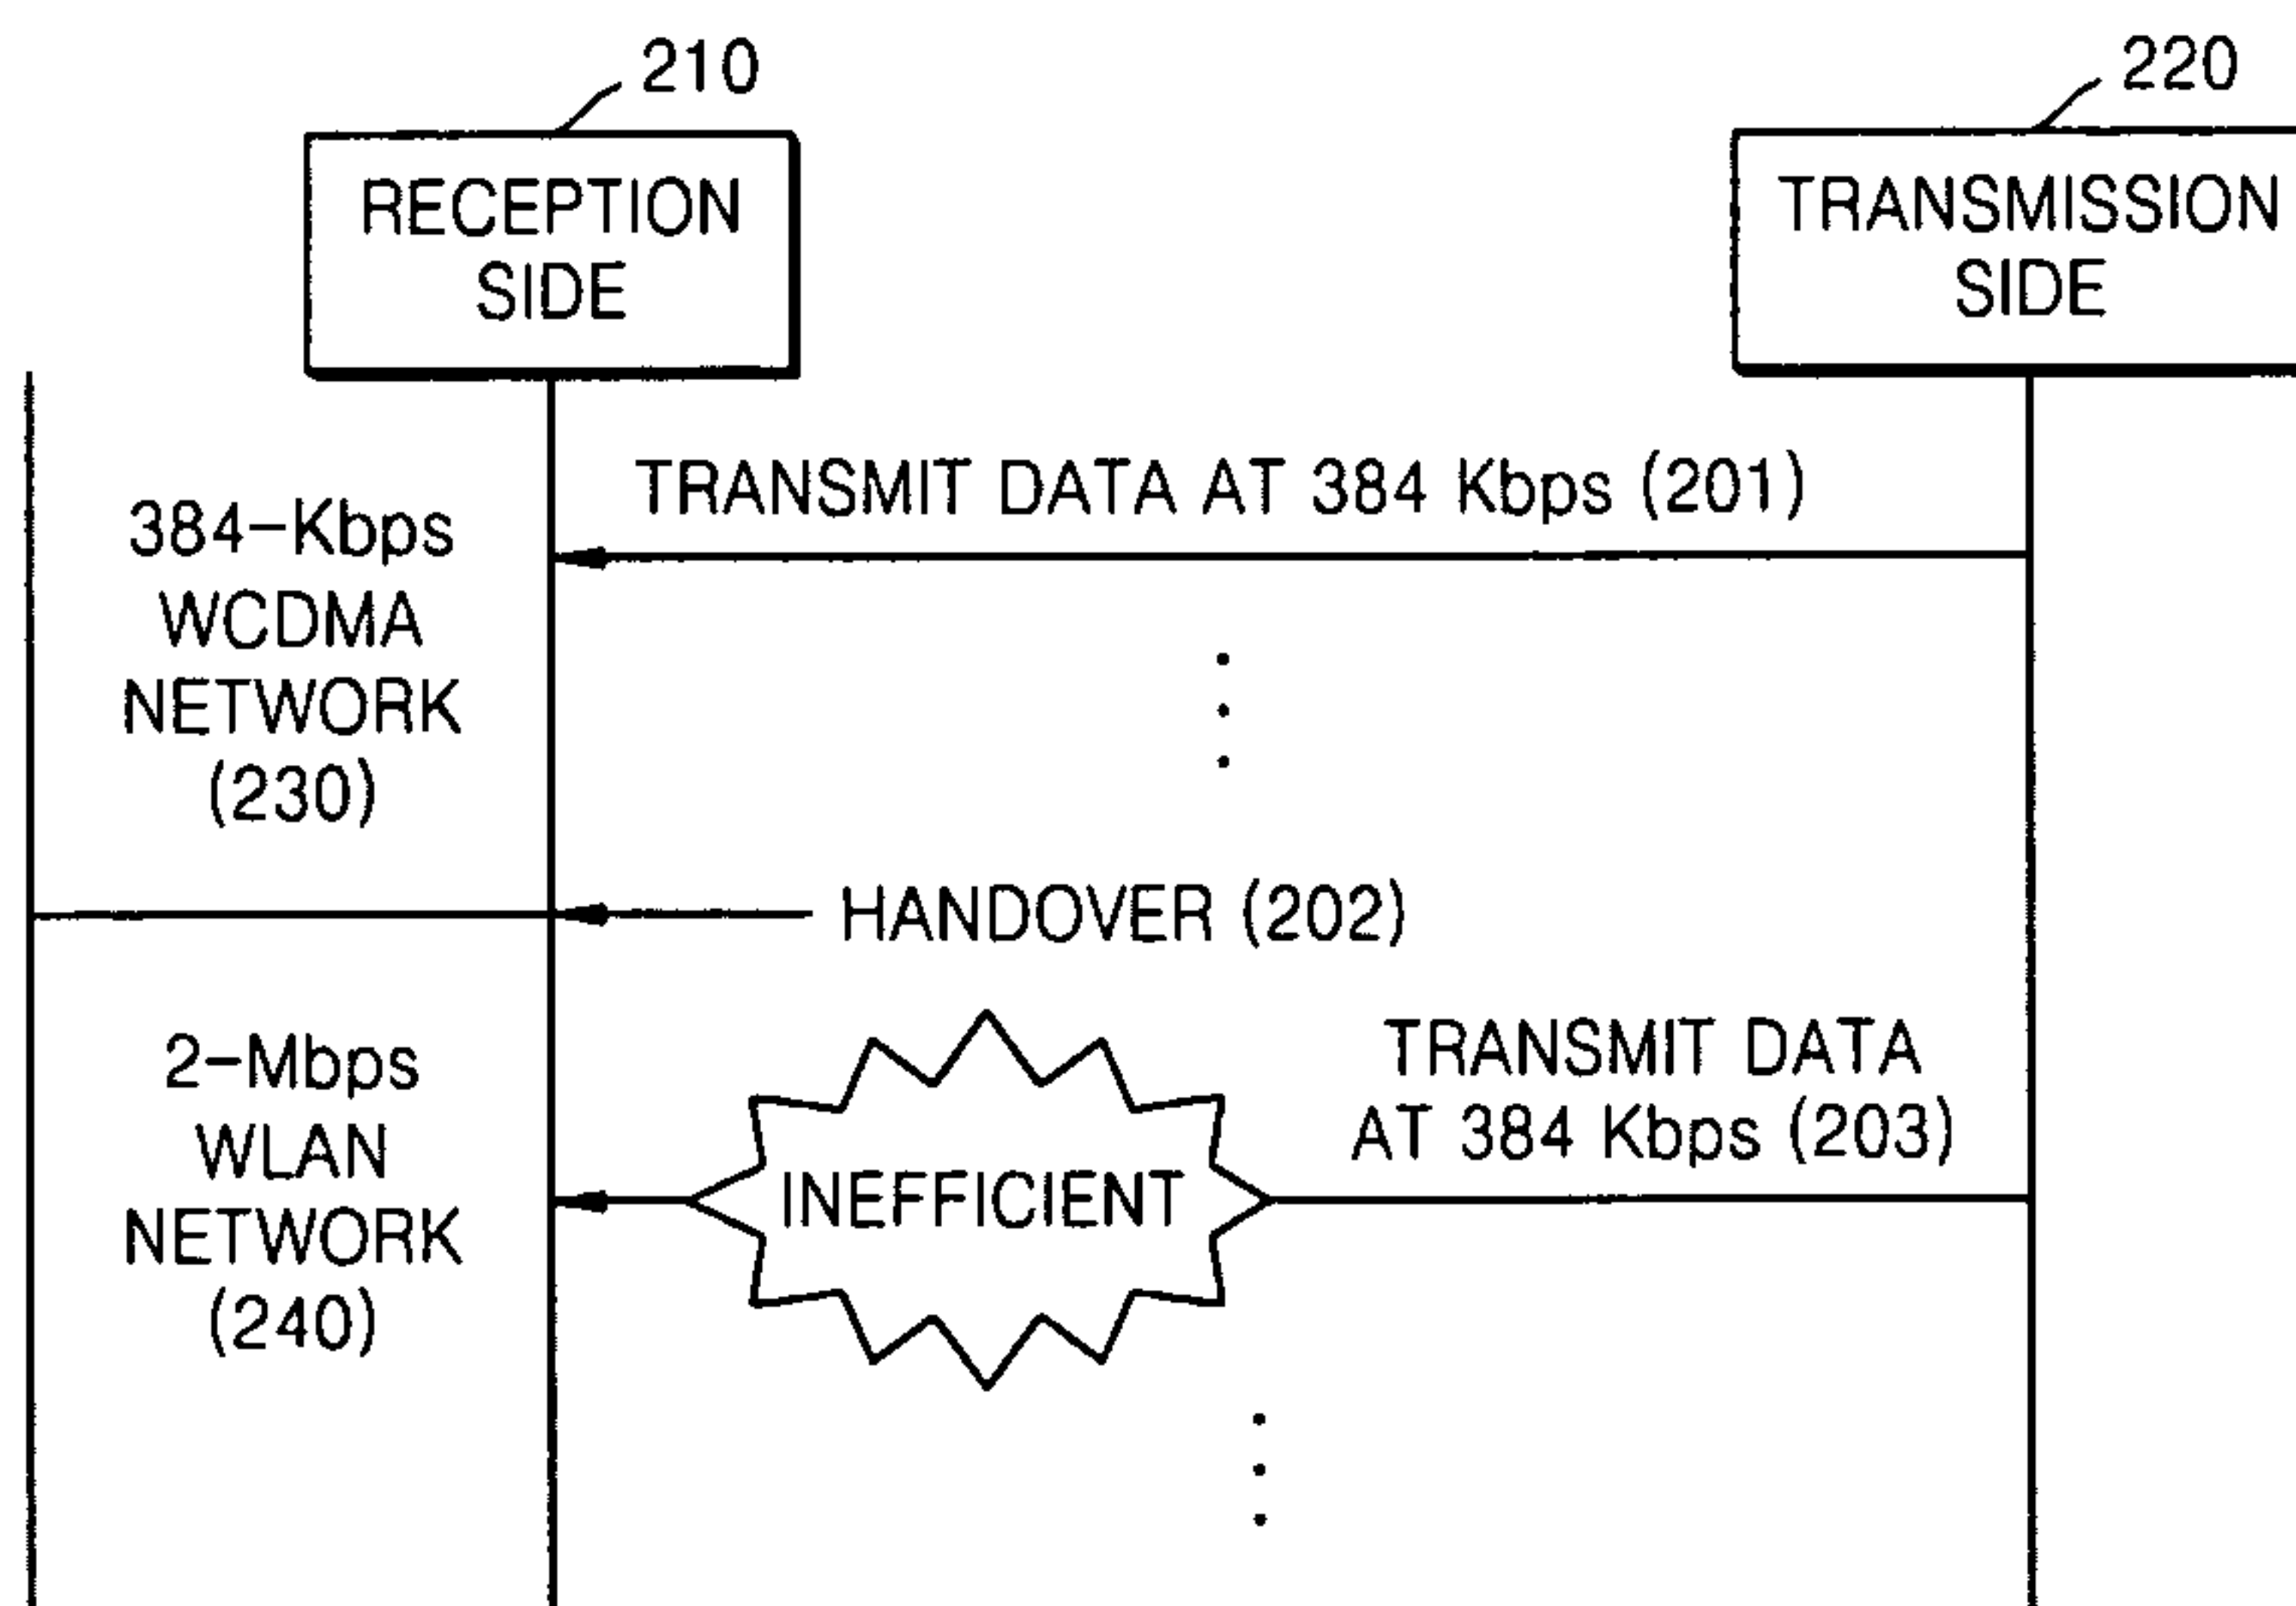 210
220
RECEPTION
SIDE
TRANSMISSION
SIDE
TRANSMIT DATA AT 384 Kbps (201)
384-Kbps
WCDMA
NETWORK
(230)
HANDOVER (202)
2-Mbps
WLAN
NETWORK
(240)
INEFFICIENT
TRANSMIT DATA
AT 384 Kbps (203)